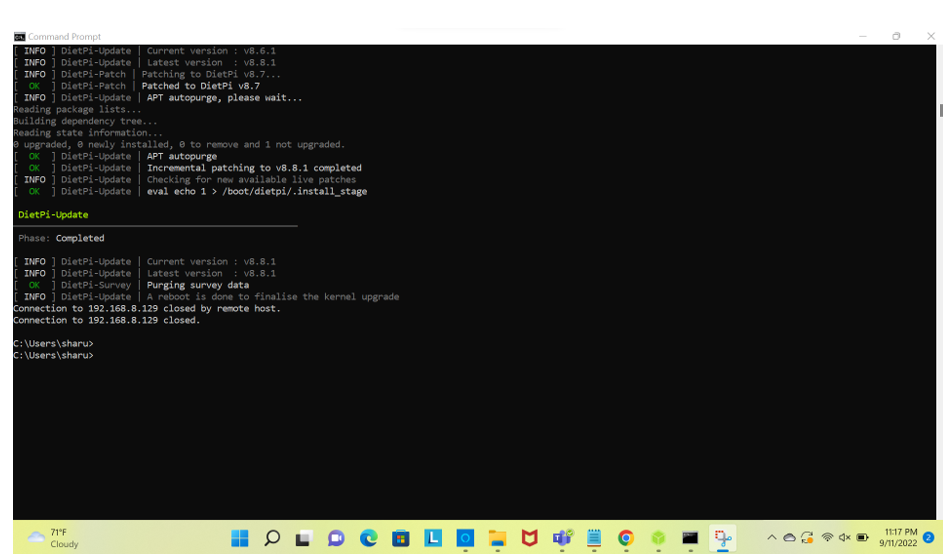 Command Prompt
[ INFO ] DietPi-Update | Current version : v8.6.1
[ INFO ] DietPi-Update | Latest version  : v8.8.1
[ INFO ] DietPi-Patch | Patching to DietPi v8.7...
[  OK  ] DietPi-Patch | Patched to DietPi v8.7
[ INFO ] DietPi-Update | APT autopurge, please wait...
Reading package lists...
Building dependency tree...
Reading state information...
0 upgraded, 0 newly installed, 0 to remove and 1 not upgraded.
[  OK  ] DietPi-Update | APT autopurge
[  OK  ] DietPi-Update | Incremental patching to v8.8.1 completed
[ INFO ] DietPi-Update | Checking for new available live patches
[  OK  ] DietPi-Update | eval echo 1 > /boot/dietpi/.install_stage
DietPi-Update
Phase: Completed
[ INFO ] DietPi-Update | Current version : v8.8.1
[ INFO ] DietPi-Update | Latest version  : v8.8.1
[  OK  ] DietPi-Survey | Purging survey data
[ INFO ] DietPi-Update | A reboot is done to finalise the kernel upgrade
Connection to 192.168.8.129 closed by remote host.
Connection to 192.168.8.129 closed.
C:\Users\sharu>
C:\Users\sharu>
71°F
Cloudy
11:17 PM
9/11/2022
2